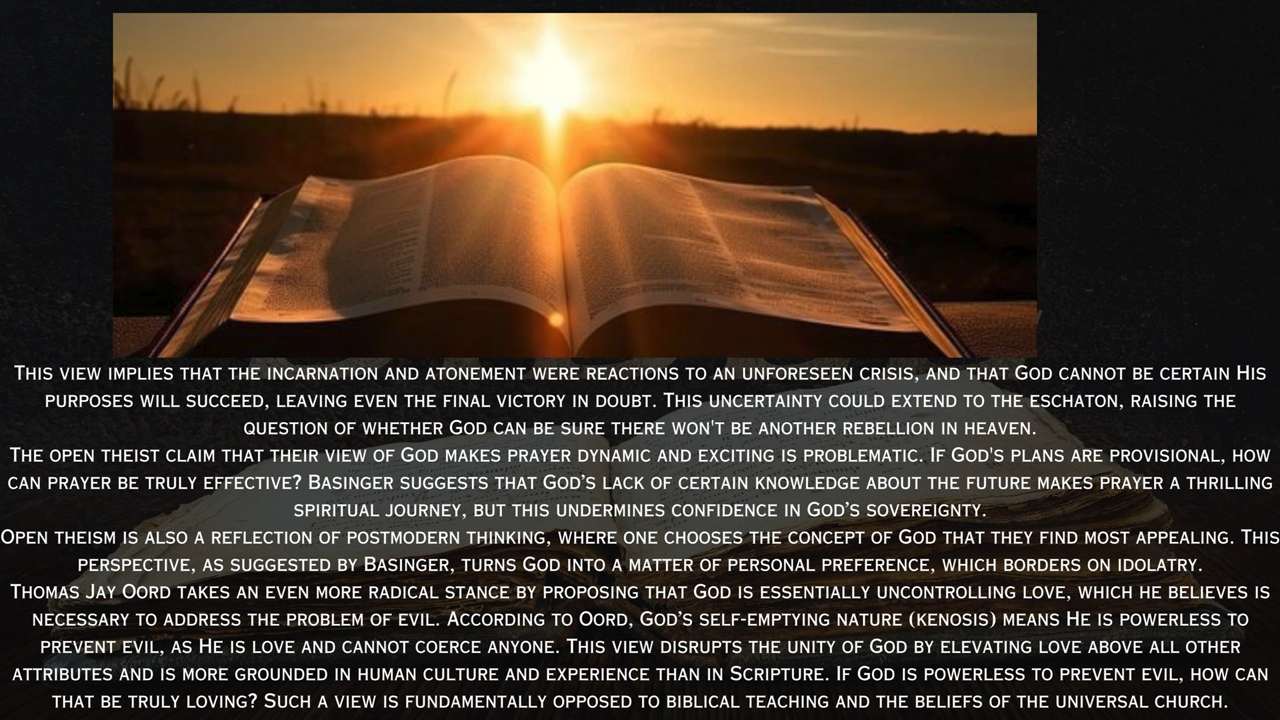 This view implies that the incarnation and atonement were reactions to an unforeseen crisis, and that God cannot be certain His
purposes will succeed, leaving even the final victory in doubt. This uncertainty could extend to the eschaton, raising the
question of whether God can be sure there won't be another rebellion in heaven.
The open theist claim that their view of God makes prayer dynamic and exciting is problematic. If God's plans are provisional, how
can prayer be truly effective? Basinger suggests that God’s lack of certain knowledge about the future makes prayer a thrilling
spiritual journey, but this undermines confidence in God’s sovereignty.
Open theism is also a reflection of postmodern thinking, where one chooses the concept of God that they find most appealing. This
perspective, as suggested by Basinger, turns God into a matter of personal preference, which borders on idolatry.
Thomas Jay Oord takes an even more radical stance by proposing that God is essentially uncontrolling love, which he believes is
necessary to address the problem of evil. According to Oord, God’s self-emptying nature (kenosis) means He is powerless to
prevent evil, as He is love and cannot coerce anyone. This view disrupts the unity of God by elevating love above all other
attributes and is more grounded in human culture and experience than in Scripture. If God is powerless to prevent evil, how can
that be truly loving? Such a view is fundamentally opposed to biblical teaching and the beliefs of the universal church.